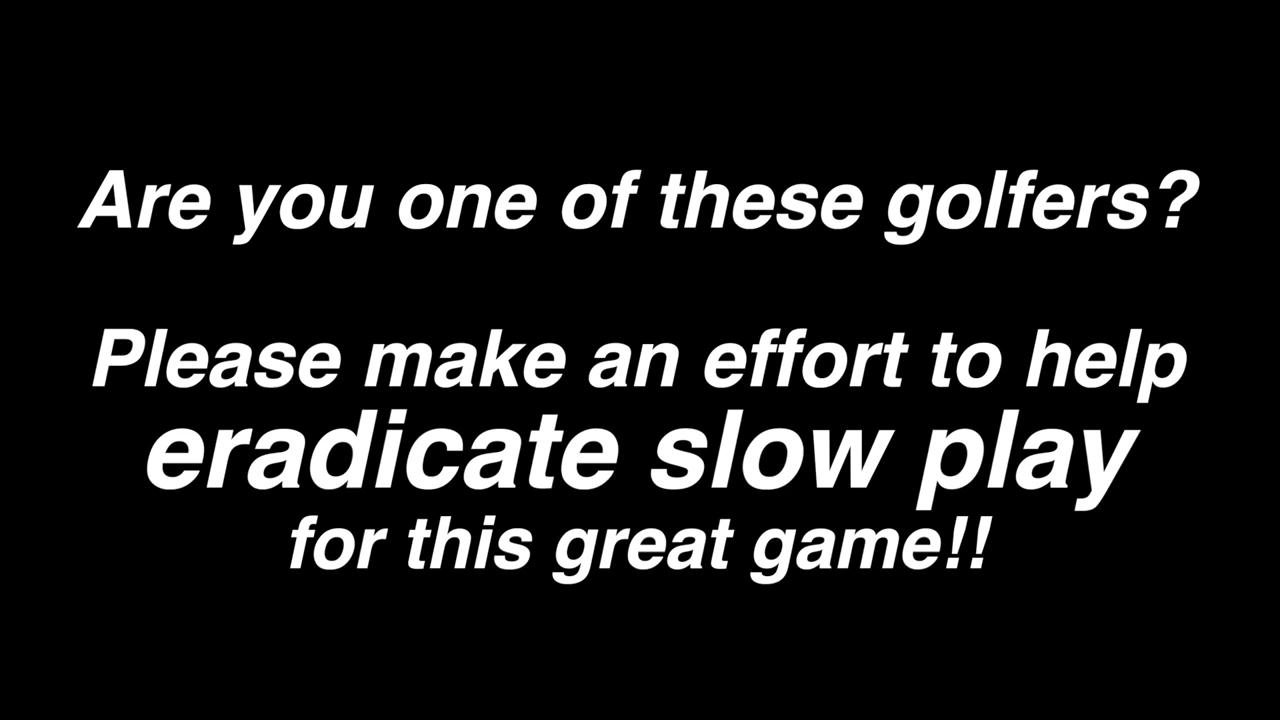 Are you one of these golfers?
Please make an effort to help
eradicate slow play
for this great game!!